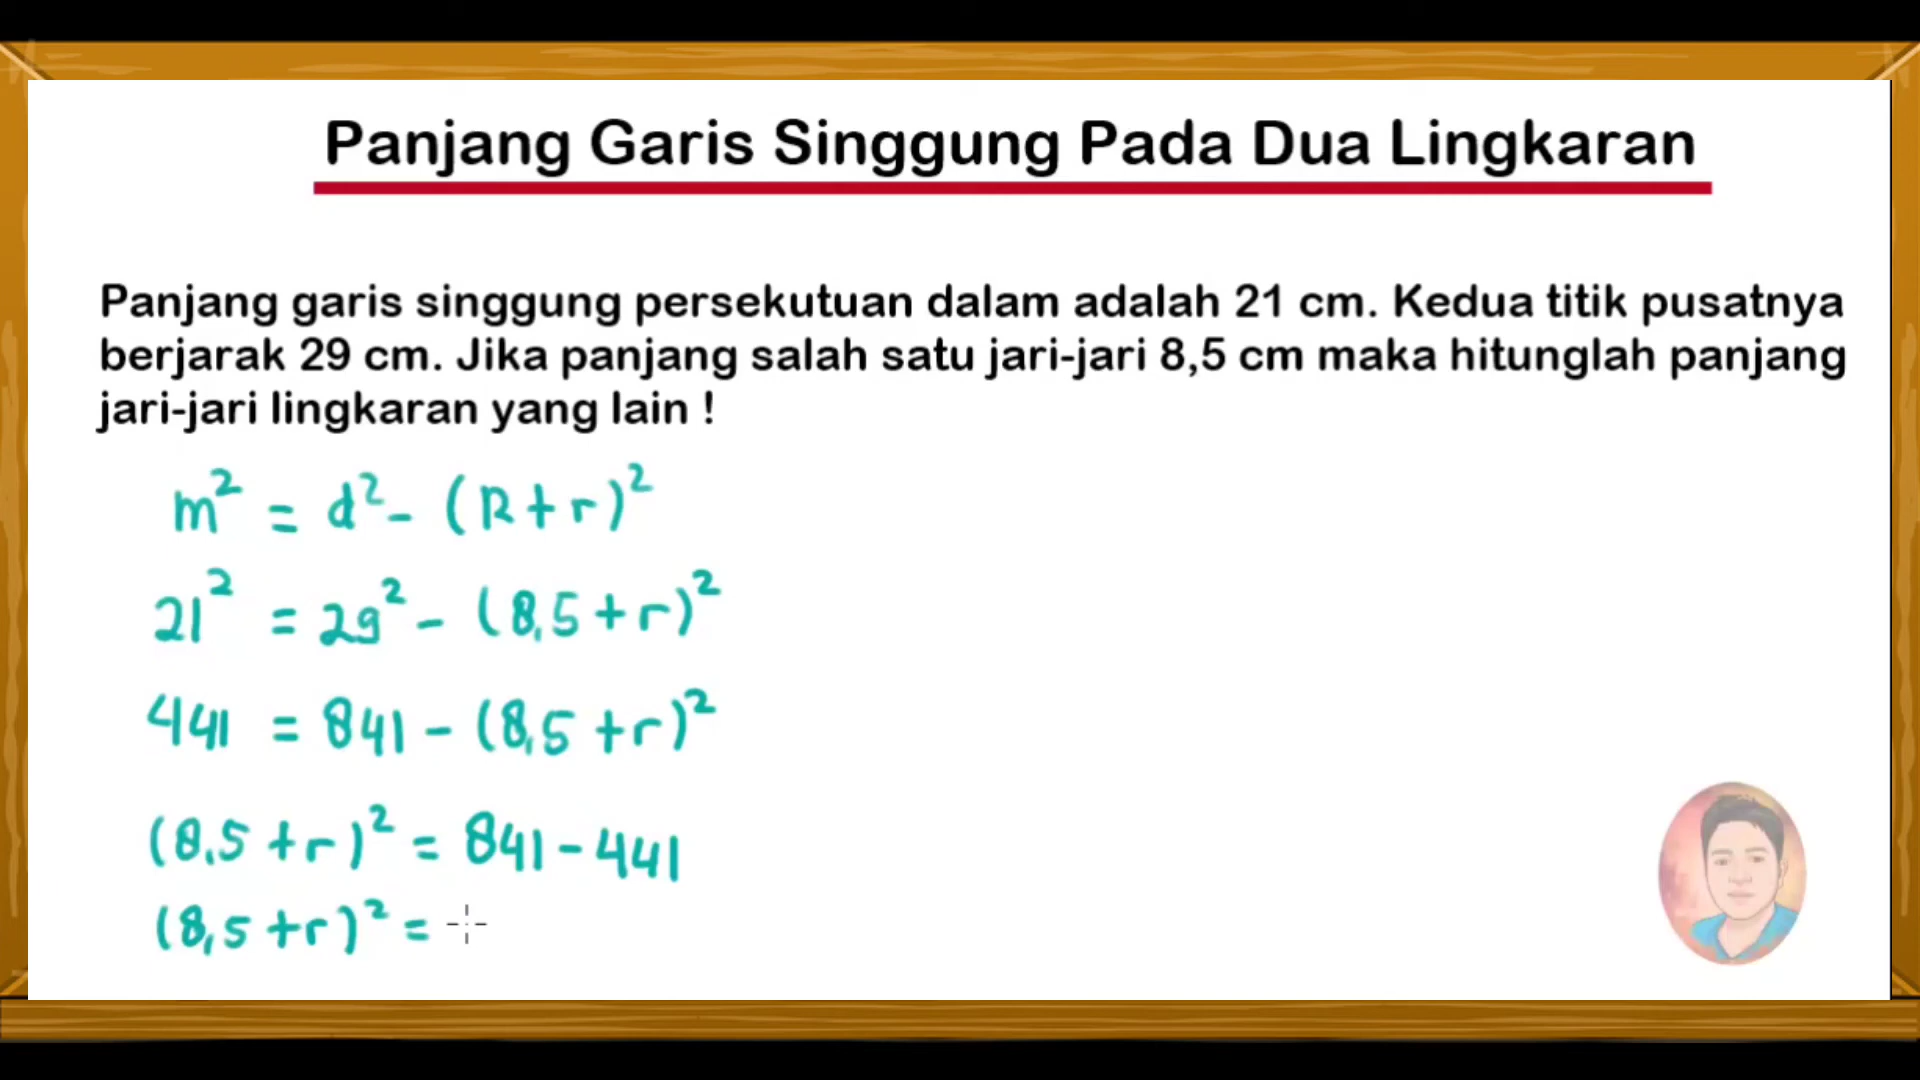 Panjang Garis Singgung Pada Dua Lingkaran
Panjang garis singgung persekutuan dalam adalah 21 cm. Kedua titik pusatnya
berjarak 29 cm. Jika panjang salah satu jari-jari 8,5 cm maka hitunglah panjang
jari-jari lingkaran yang lain !
m² = d² - (R + r)²
21² = 29² - (8,5 + r)²
441 = 841 - (8,5 + r)²
(8,5 + r)² = 841 - 441
(8,5 + r)² =